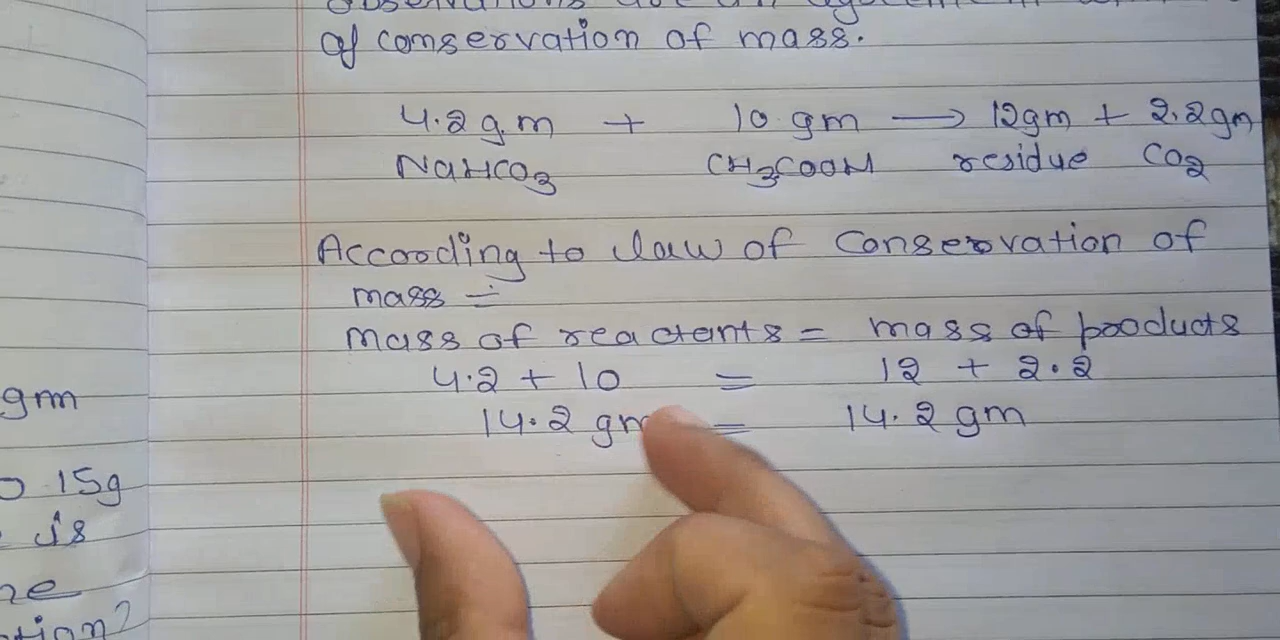 of conservation of mass.
4.2 g.m + 10 gm → 12gm + 2.2gm
NaHCO3 CH3COOH residue CO2
According to law of Conservation of
mass :-
Mass of reactants = mass of products
4.2 + 10 = 12 + 2.2
14.2 gm = 14.2 gm
gm
15g
is